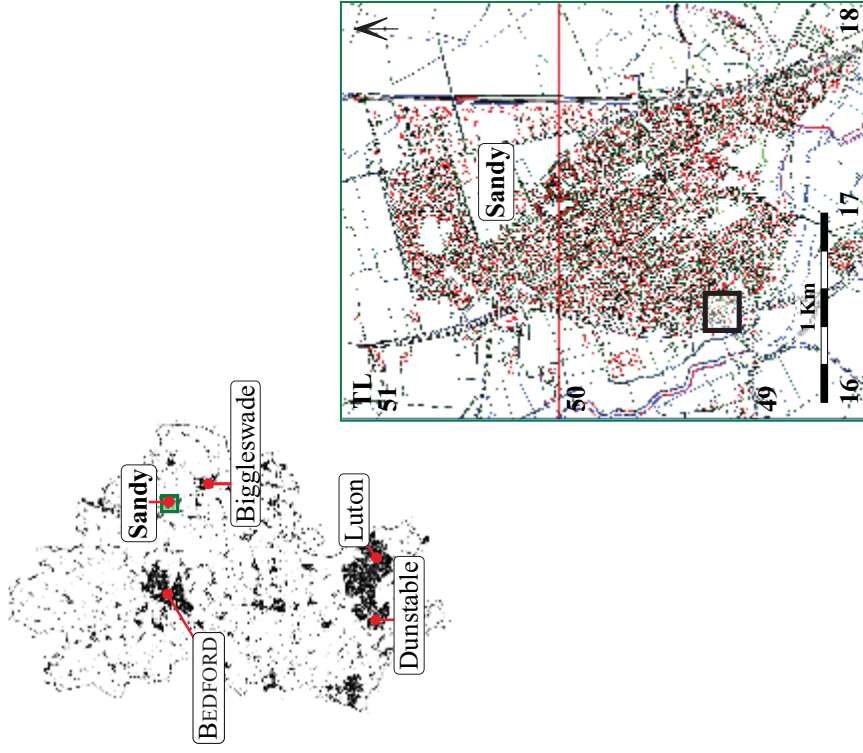 Sandy
Biggleswade
BEDFORD
Luton
Dunstable
TL
51
Sandy
50
49
1 Km
16
17
18